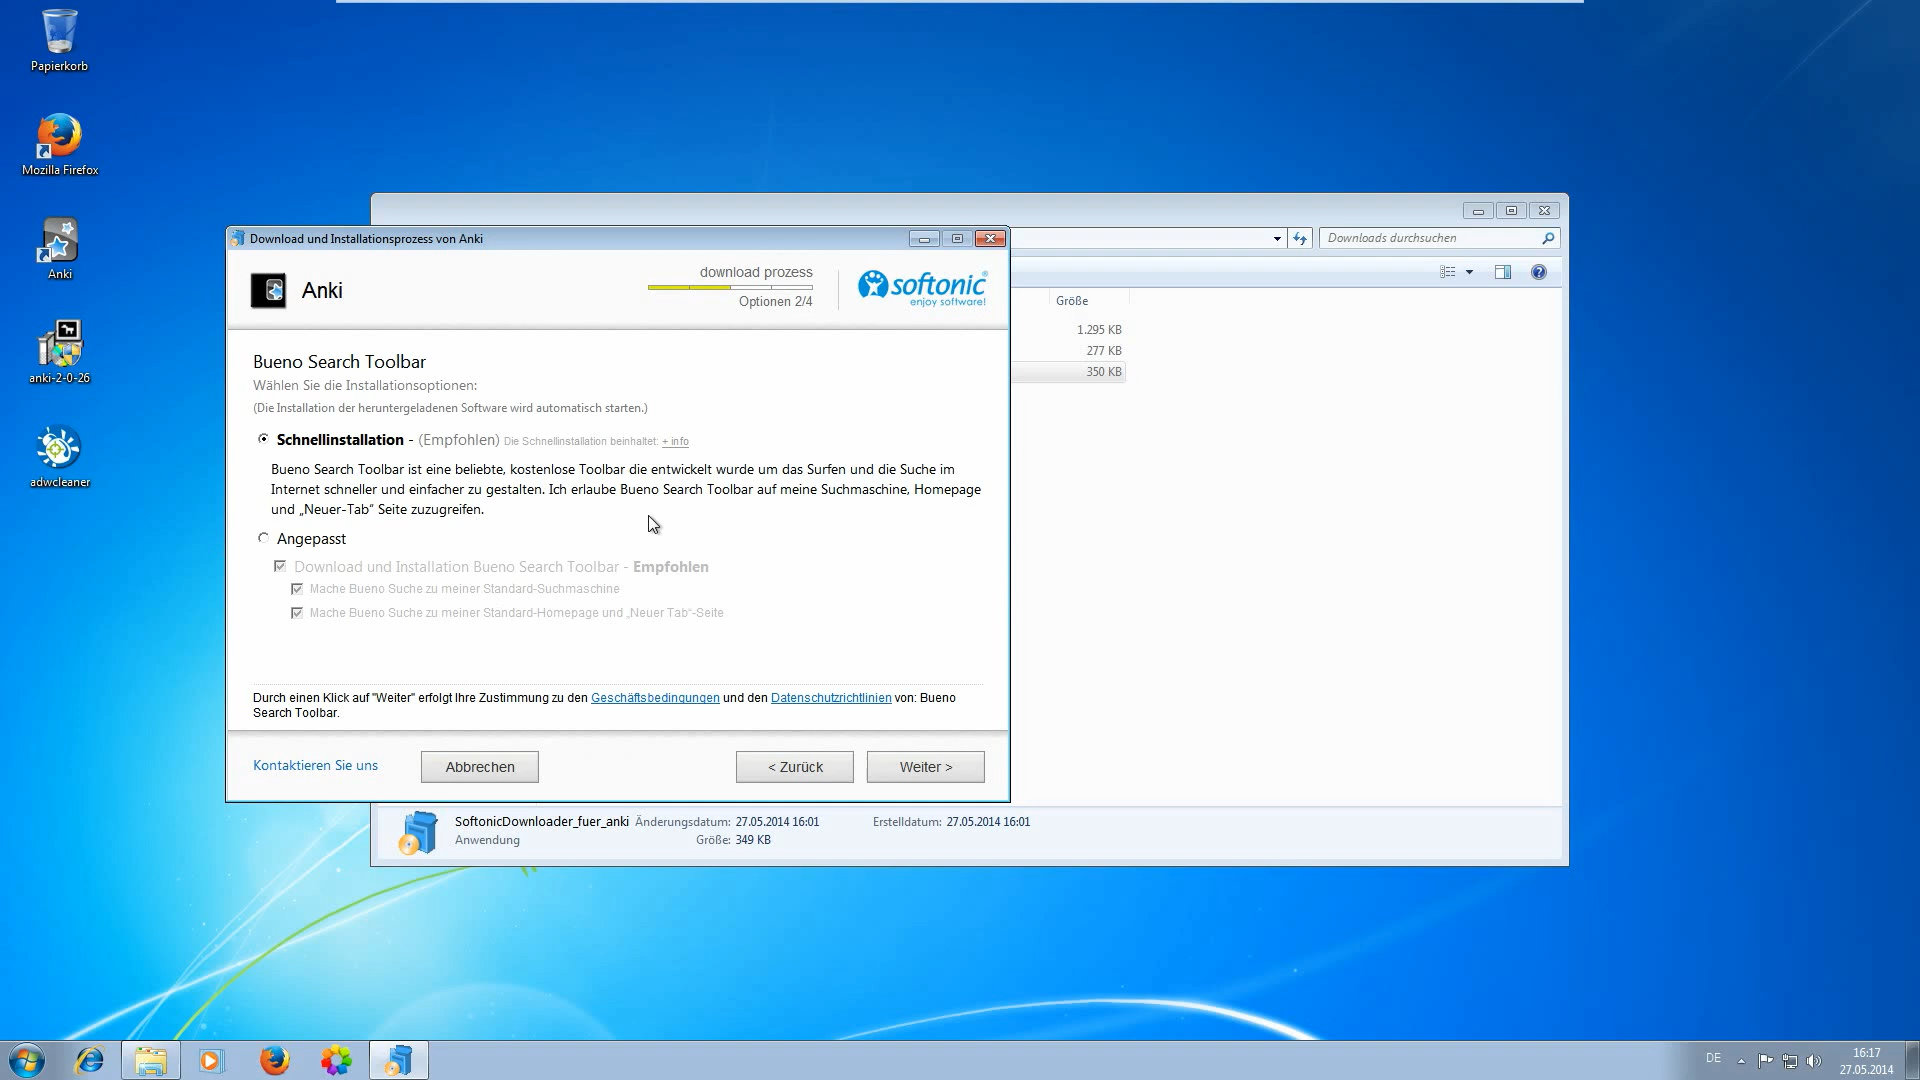 Papierkorb
Mozilla Firefox
Anki
anki-2-0-26
adwcleaner
Downloads durchsuchen
Größe
1.295 KB
277 KB
350 KB
Download und Installationsprozess von Anki
Anki
download prozess
Optionen 2/4
softonic
enjoy software!
Bueno Search Toolbar
Wählen Sie die Installationsoptionen:
(Die Installation der heruntergeladenen Software wird automatisch starten.)
Schnellinstallation - (Empfohlen) Die Schnellinstallation beinhaltet: + info
Bueno Search Toolbar ist eine beliebte, kostenlose Toolbar die entwickelt wurde um das Surfen und die Suche im
Internet schneller und einfacher zu gestalten. Ich erlaube Bueno Search Toolbar auf meine Suchmaschine, Homepage
und „Neuer-Tab“ Seite zuzugreifen.
Angepasst
Download und Installation Bueno Search Toolbar - Empfohlen
Mache Bueno Suche zu meiner Standard-Suchmaschine
Mache Bueno Suche zu meiner Standard-Homepage und „Neuer Tab“-Seite
Durch einen Klick auf "Weiter" erfolgt Ihre Zustimmung zu den Geschäftsbedingungen und den Datenschutzrichtlinien von: Bueno
Search Toolbar.
Kontaktieren Sie uns
Abbrechen
< Zurück
Weiter >
SoftonicDownloader_fuer_anki Änderungsdatum: 27.05.2014 16:01 Erstelldatum: 27.05.2014 16:01
Anwendung Größe: 349 KB
DE
16:17
27.05.2014